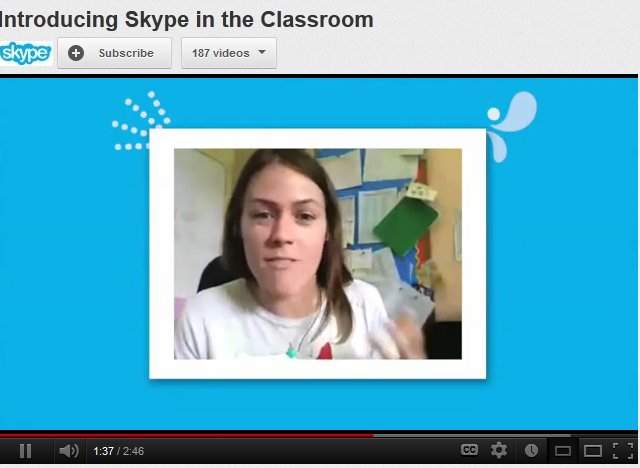 Introducing Skype in the Classroom
skype
Subscribe
187 videos
1:37 / 2:46
CC